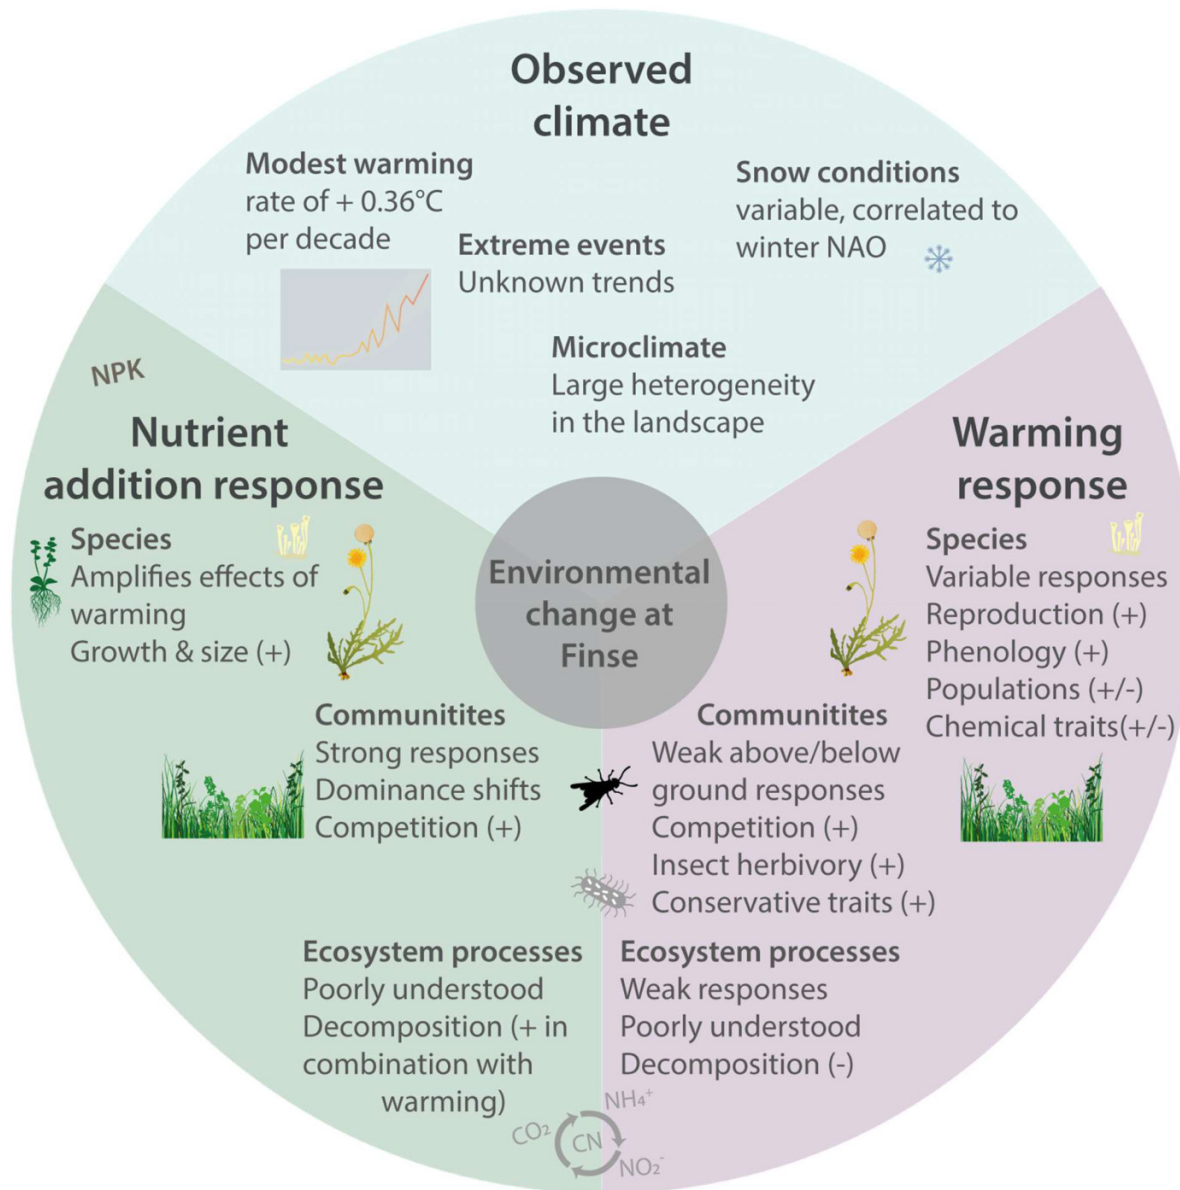 Observed
climate
Modest warming
rate of + 0.36°C
per decade
Extreme events
Unknown trends
Snow conditions
variable, correlated to
winter NAO
Microclimate
Large heterogeneity
in the landscape
NPK
Nutrient
addition response
Species
Amplifies effects of
warming
Growth & size (+)
Communitites
Strong responses
Dominance shifts
Competition (+)
Ecosystem processes
Poorly understood
Decomposition (+ in
combination with
warming)
Environmental
change at
Finse
Warming
response
Species
Variable responses
Reproduction (+)
Phenology (+)
Populations (+/-)
Chemical traits(+/-)
Communitites
Weak above/below
ground responses
Competition (+)
Insect herbivory (+)
Conservative traits (+)
Ecosystem processes
Weak responses
Poorly understood
Decomposition (-)
NH₄⁺
CO₂
CN
NO₂⁻